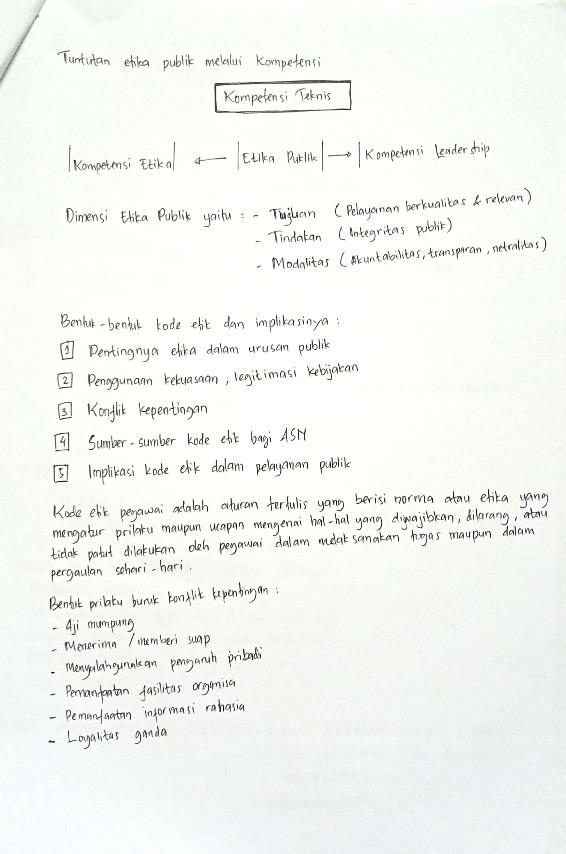 Tuntutan etika publik melalui Kompetensi
Kompetensi Teknis
|Kompetensi Etika| ← |Etika Puklik| → |Kompetensi leadership
Dimensi Etika Publik yaitu : - Tujuan (Pelayanan berkualitas & relevan)
- Tindakan (Integritas publik)
- Modalitas (Akuntabilitas, transparan, netralitas)
Bentuk-bentuk kode etik dan implikasinya :
1 Pentingnya etika dalam urusan publik
2 Penggunaan kekuasaan ; legitimasi kebijakan
3 Konflik kepentingan
4 Sumber-sumber kode etik bagi ASN
5 Implikasi kode etik dalam pelayanan publik
Kode etik pegawai adalah aturan tertulis yang berisi norma atau etika yang
mengatur prilaku maupun ucapan mengenai hal-hal yang diwajibkan, dilarang, atau
tidak patut dilakukan oleh pegawai dalam melaksanakan tugas maupun dalam
pergaulan sehari-hari.
Bentuk prilaku buruk konflik kepentingan :
- Aji mumpung
- Menerima / memberi suap
- Menyalahgunakan pengaruh pribadi
- Pemanfaatan fasilitas organisa
- Pemanfaatan informasi rahasia
- Loyalitas ganda